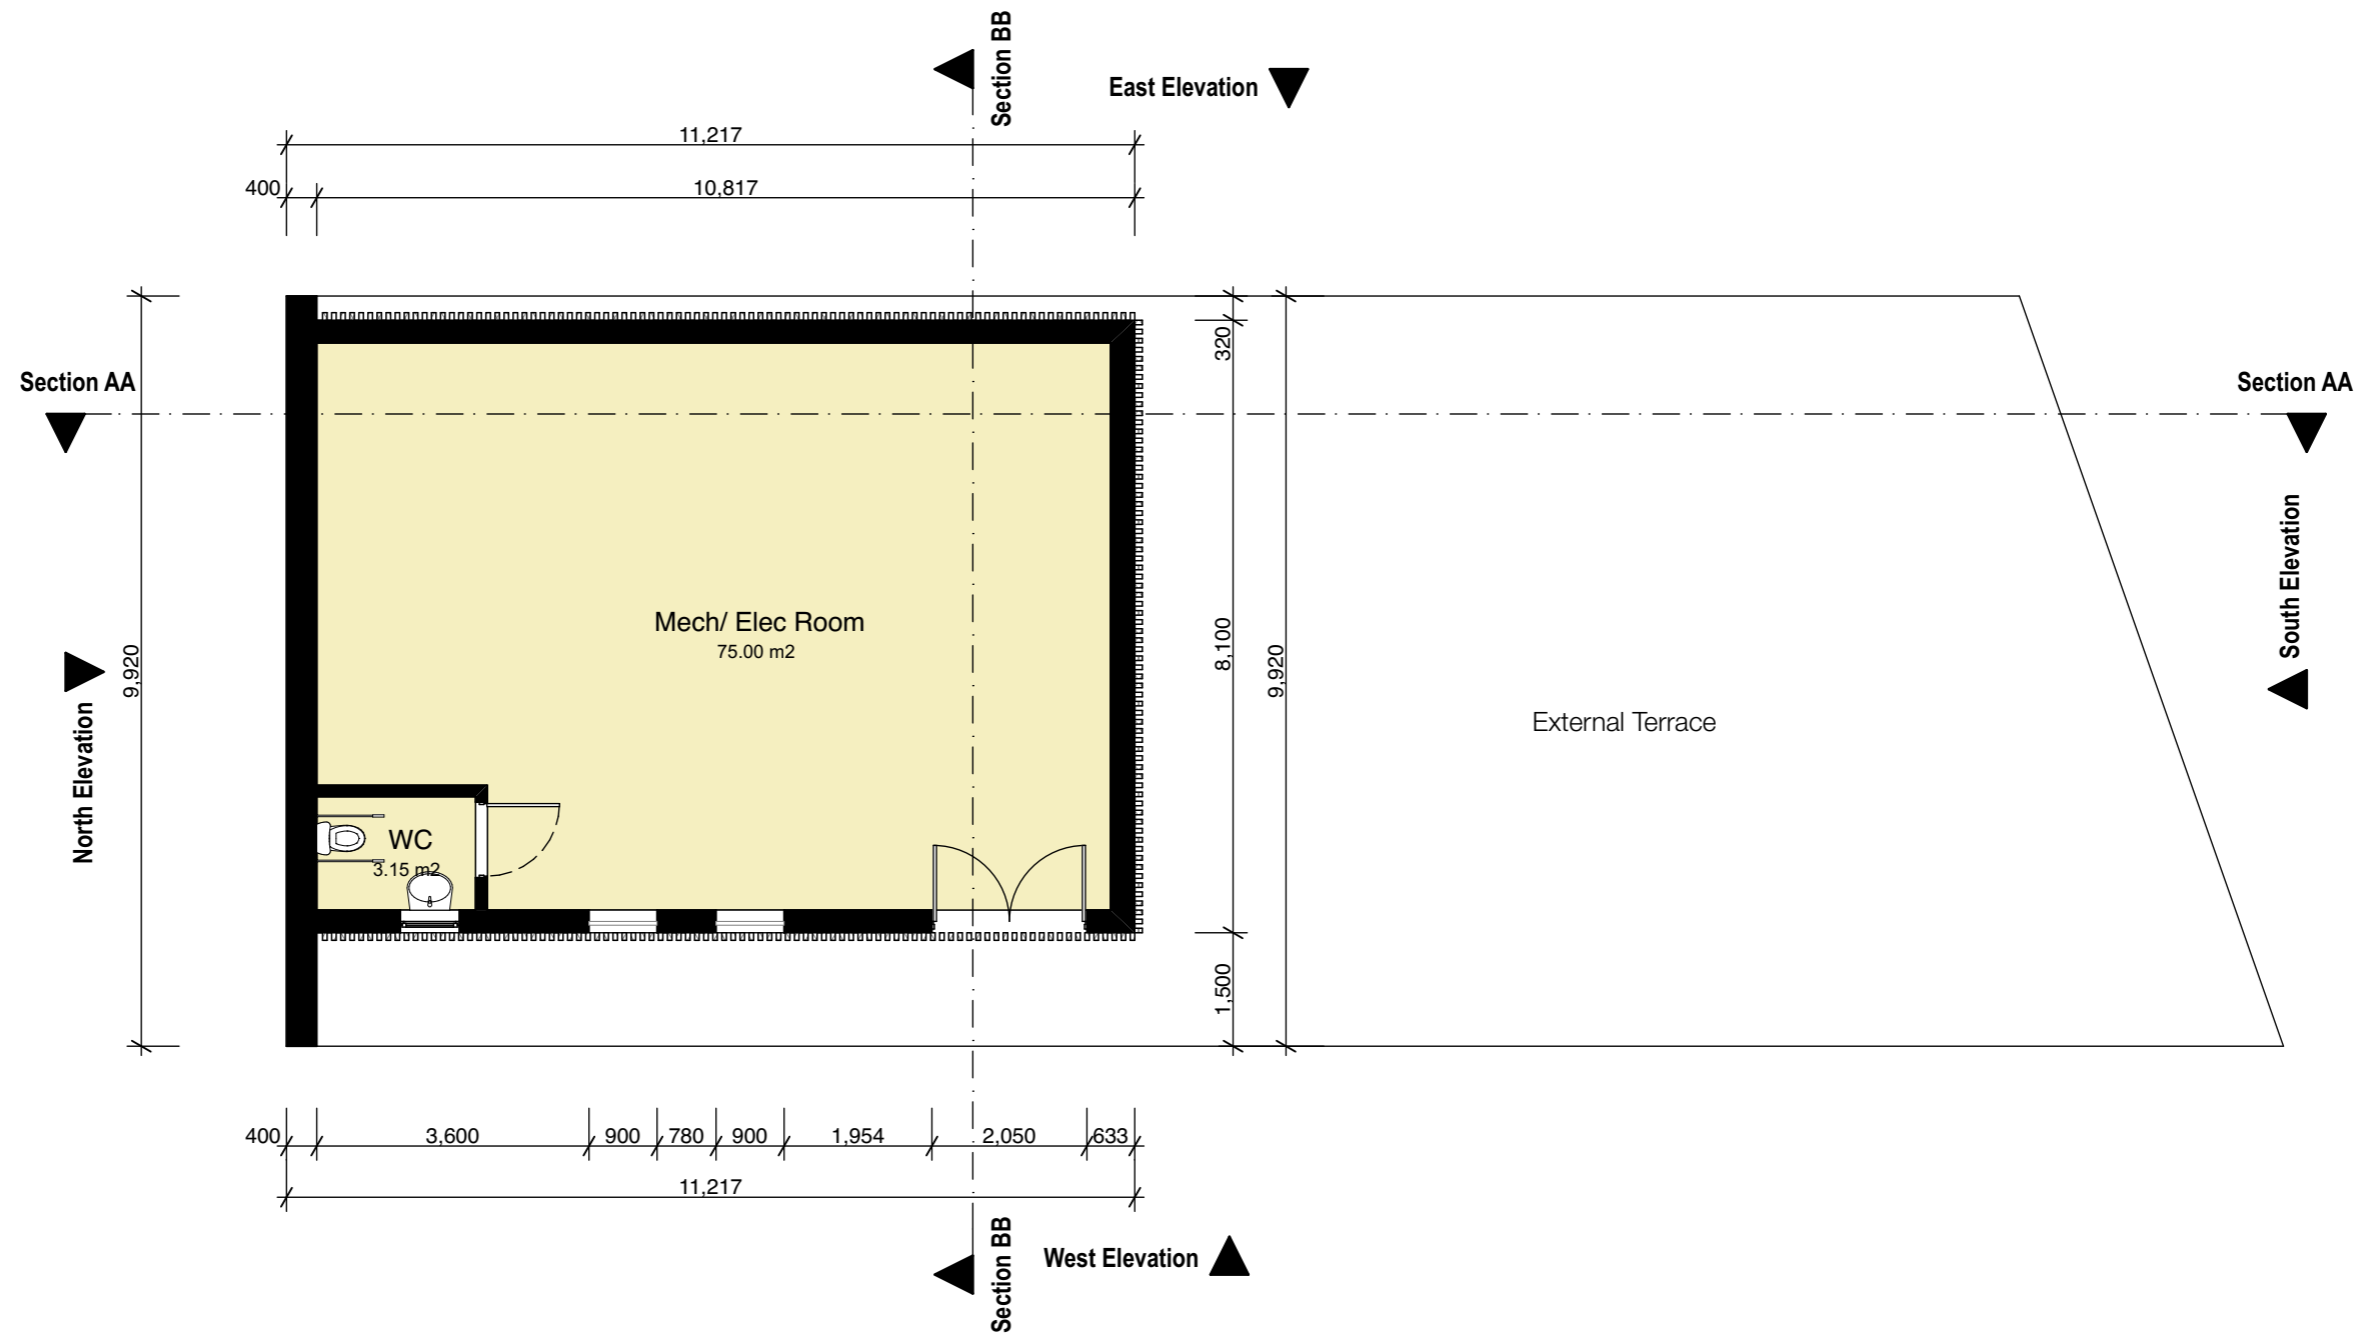 Section BB
East Elevation
11,217
400
10,817
320
Section AA
Section AA
South Elevation
Mech/ Elec Room
75.00 m2
8,100
9,920
9,920
External Terrace
North Elevation
WC
3.15 m2
1,500
400
3,600
900
780
900
1,954
2,050
633
11,217
Section BB
West Elevation